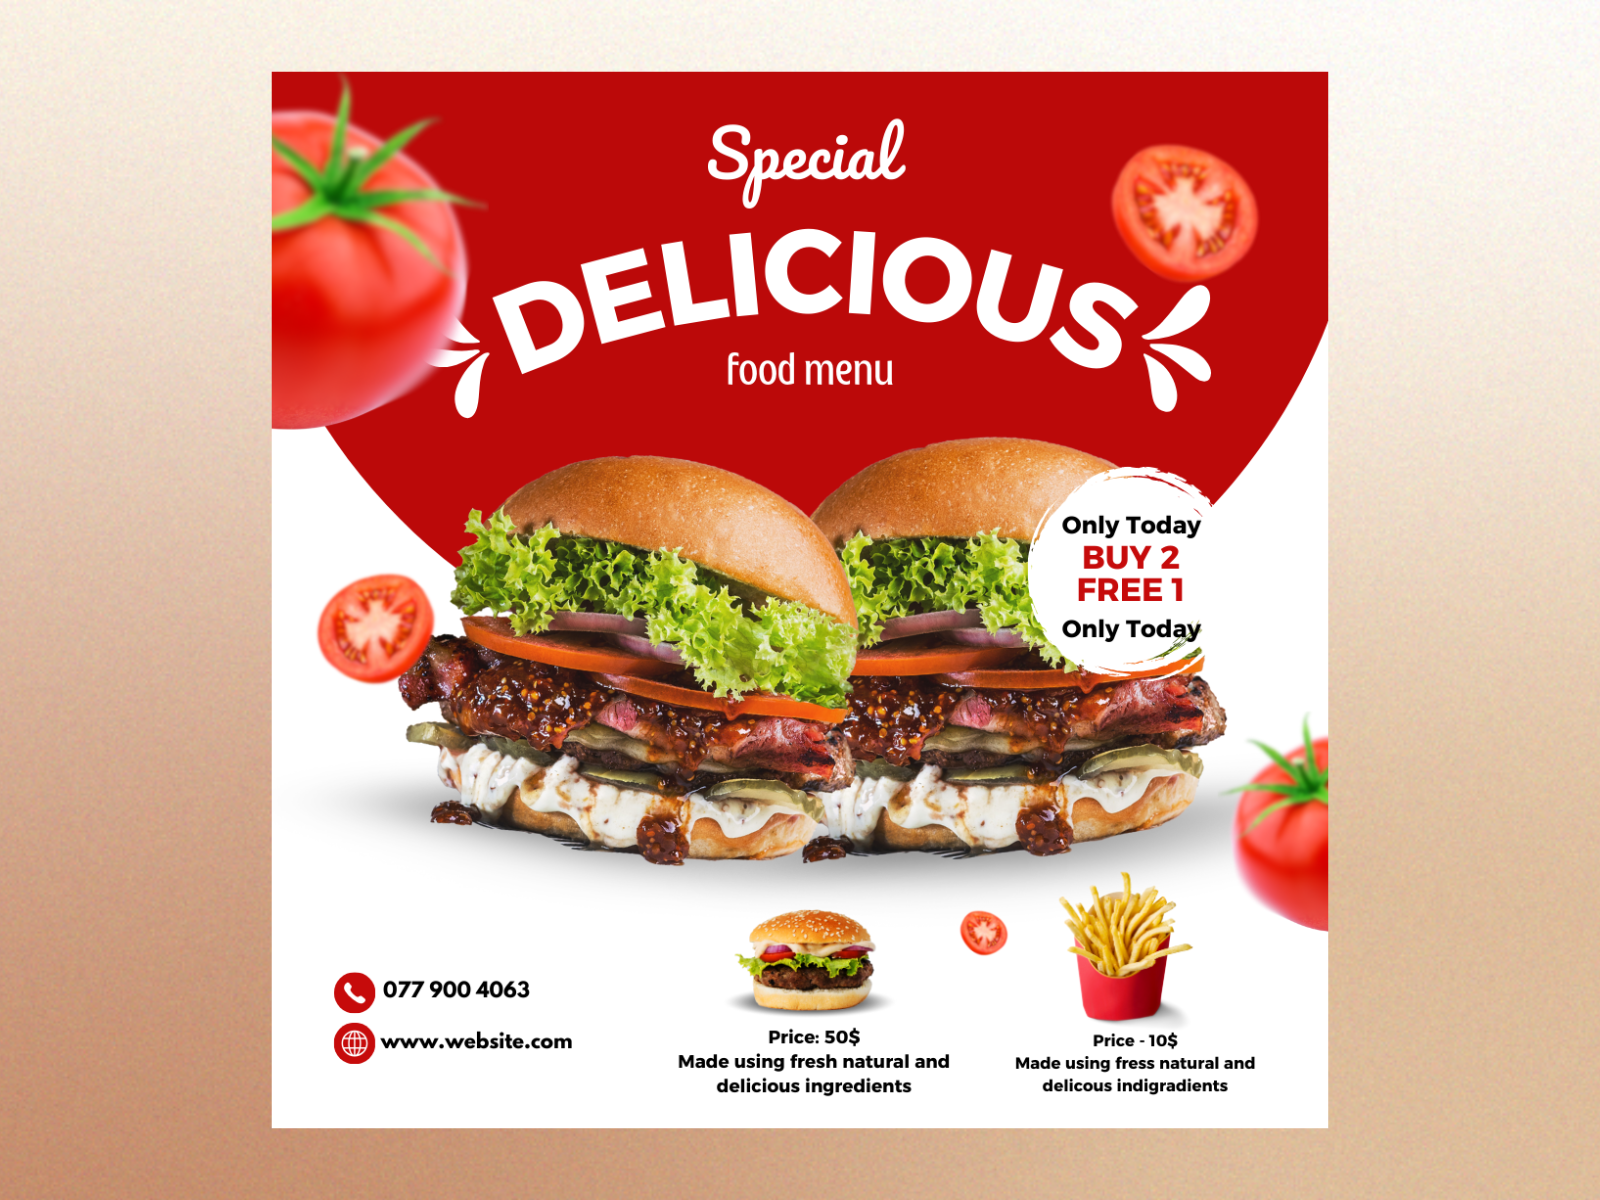 Special
DELICIOUS
food menu
Only Today
BUY 2
FREE 1
Only Today
077 900 4063
www.website.com
Price: 50$
Made using fresh natural and
delicious ingredients
Price - 10$
Made using fress natural and
delicous indigradients